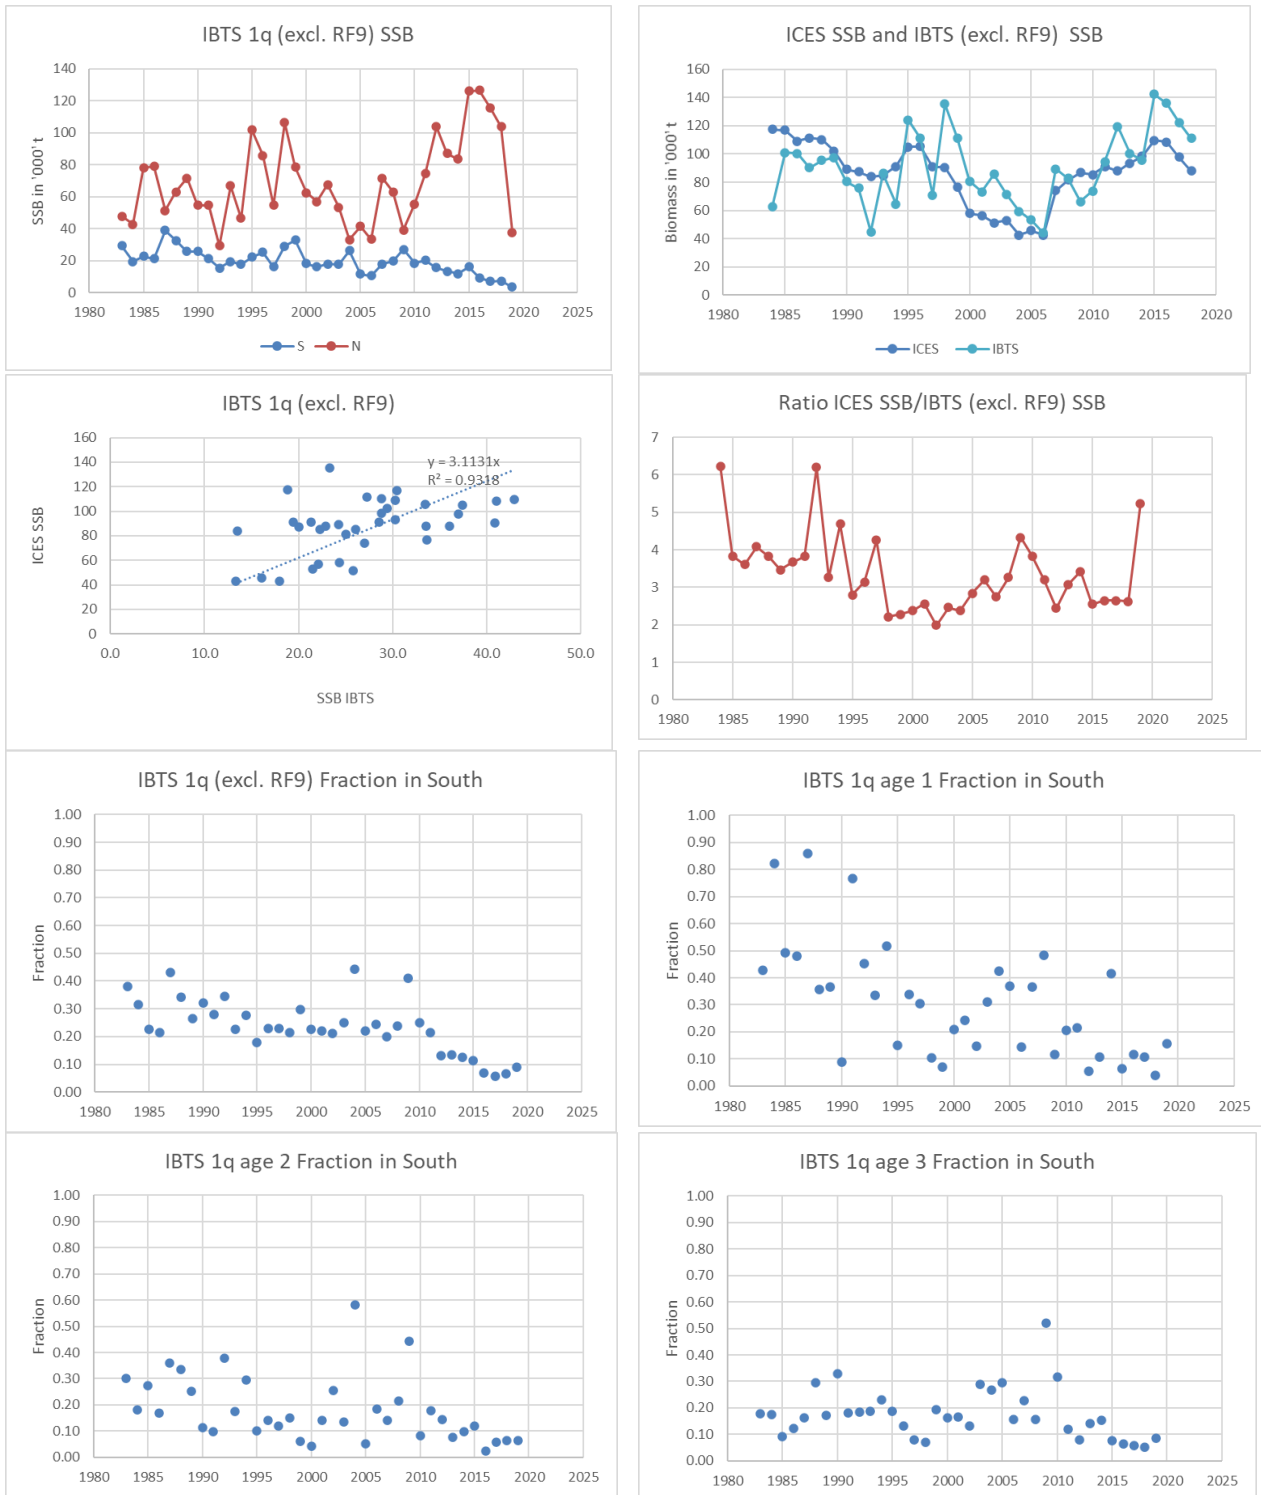 IBTS 1q (excl. RF9) SSB
SSB in '000' t
140
120
100
80
60
40
20
0
1980 1985 1990 1995 2000 2005 2010 2015 2020 2025
S N
ICES SSB and IBTS (excl. RF9) SSB
Biomass in '000' t
160
140
120
100
80
60
40
20
0
1980 1985 1990 1995 2000 2005 2010 2015 2020
ICES IBTS
IBTS 1q (excl. RF9)
ICES SSB
160
140
120
100
80
60
40
20
0
y = 3.1131x
R² = 0.9318
0.0 10.0 20.0 30.0 40.0 50.0
SSB IBTS
Ratio ICES SSB/IBTS (excl. RF9) SSB
7
6
5
4
3
2
1
0
1980 1985 1990 1995 2000 2005 2010 2015 2020 2025
IBTS 1q (excl. RF9) Fraction in South
Fraction
1.00
0.90
0.80
0.70
0.60
0.50
0.40
0.30
0.20
0.10
0.00
1980 1985 1990 1995 2000 2005 2010 2015 2020 2025
IBTS 1q age 1 Fraction in South
Fraction
1.00
0.90
0.80
0.70
0.60
0.50
0.40
0.30
0.20
0.10
0.00
1980 1985 1990 1995 2000 2005 2010 2015 2020 2025
IBTS 1q age 2 Fraction in South
Fraction
1.00
0.90
0.80
0.70
0.60
0.50
0.40
0.30
0.20
0.10
0.00
1980 1985 1990 1995 2000 2005 2010 2015 2020 2025
IBTS 1q age 3 Fraction in South
Fraction
1.00
0.90
0.80
0.70
0.60
0.50
0.40
0.30
0.20
0.10
0.00
1980 1985 1990 1995 2000 2005 2010 2015 2020 2025